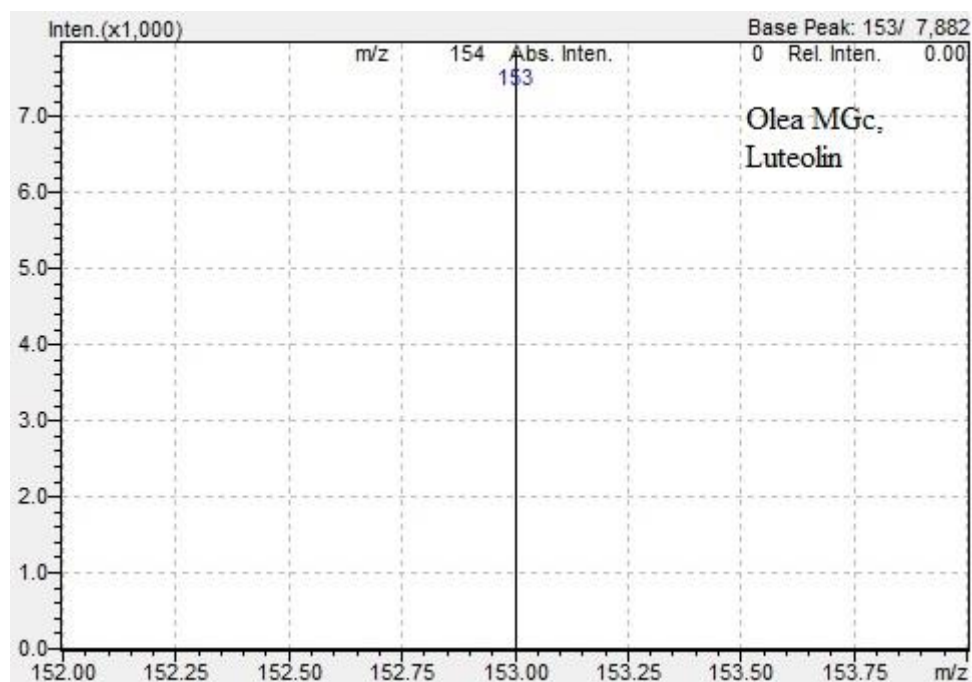 Inten.(x1,000)
Base Peak: 153/ 7,882
m/z 154 Abs. Inten. 0 Rel. Inten. 0.00
153
Olea MGc,
Luteolin
7.0
6.0
5.0
4.0
3.0
2.0
1.0
0.0
152.00 152.25 152.50 152.75 153.00 153.25 153.50 153.75 m/z